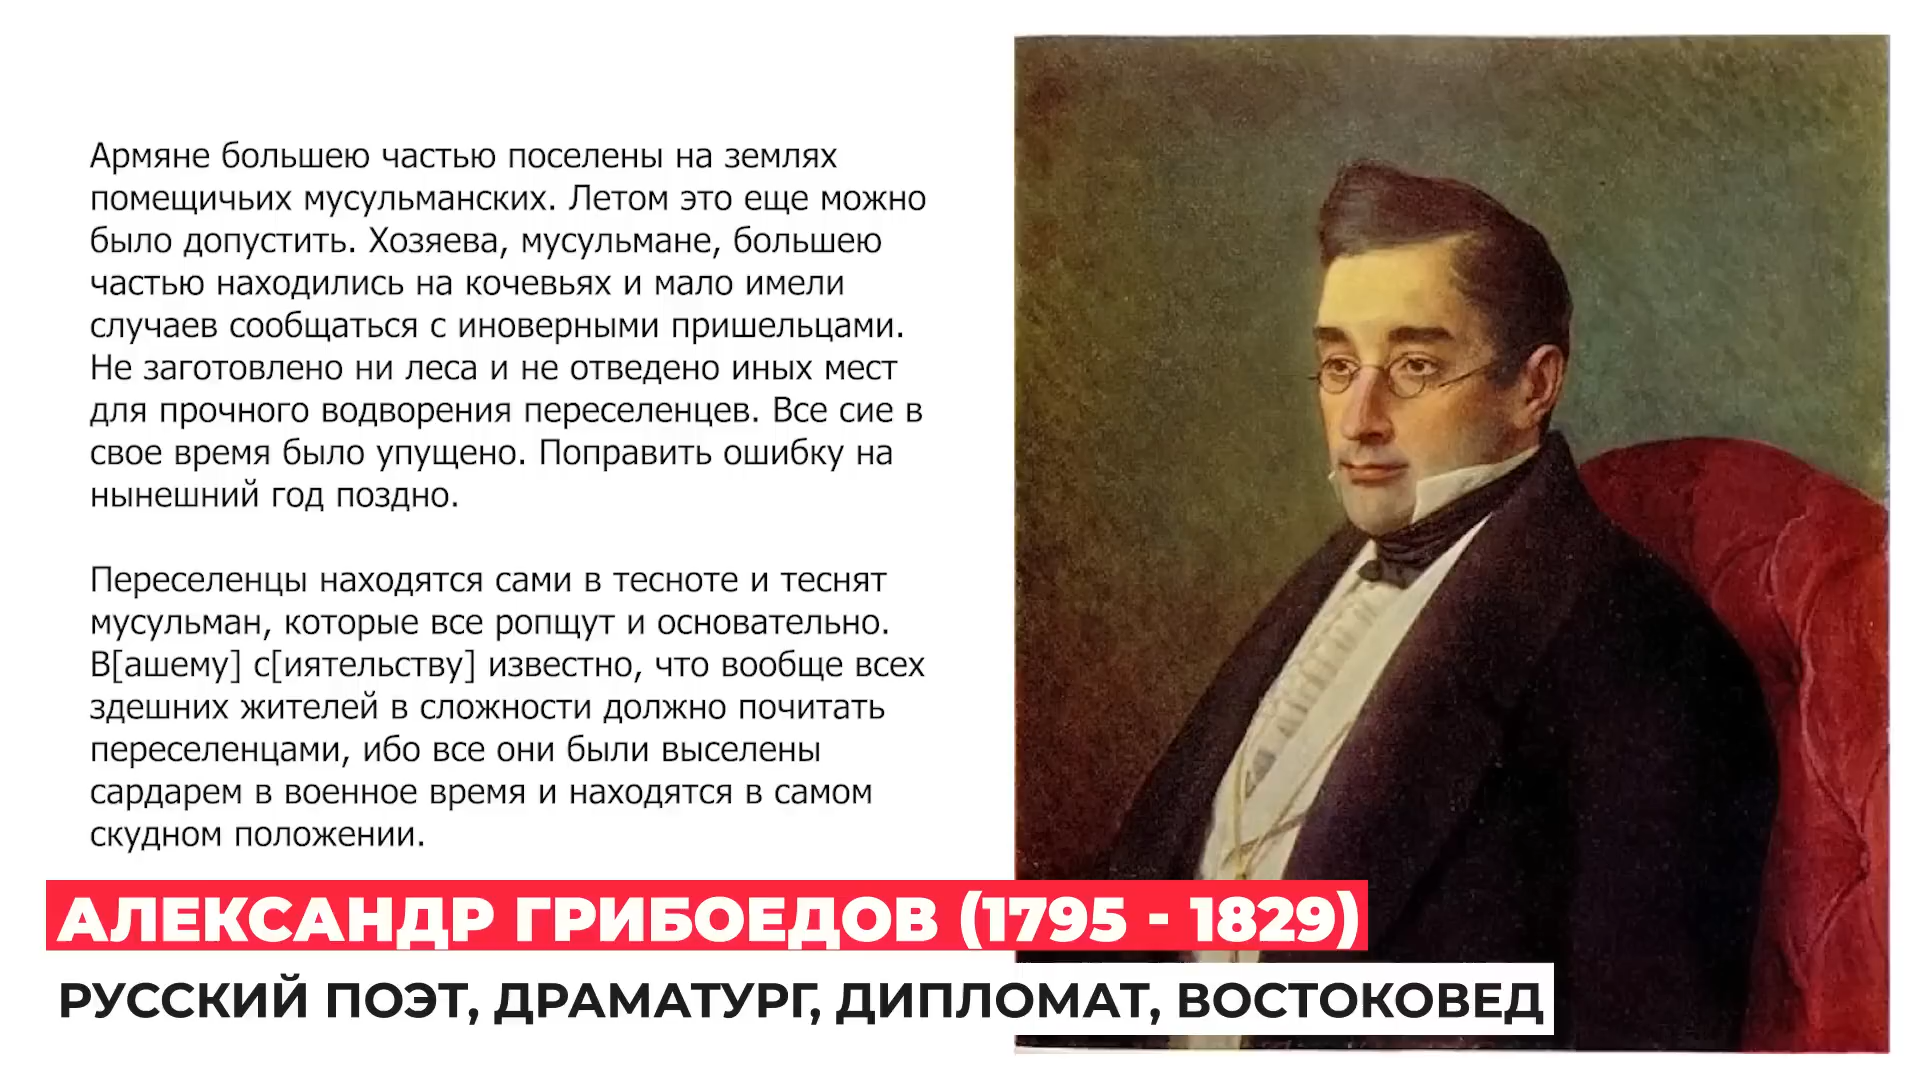 Армяне большею частью поселены на землях
помещичьих мусульманских. Летом это еще можно
было допустить. Хозяева, мусульмане, большею
частью находились на кочевьях и мало имели
случаев сообщаться с иноверными пришельцами.
Не заготовлено ни леса и не отведено иных мест
для прочного водворения переселенцев. Все сие в
свое время было упущено. Поправить ошибку на
нынешний год поздно.
Переселенцы находятся сами в тесноте и теснят
мусульман, которые все ропщут и основательно.
В[ашему] с[иятельству] известно, что вообще всех
здешних жителей в сложности должно почитать
переселенцами, ибо все они были выселены
сардарем в военное время и находятся в самом
скудном положении.
АЛЕКСАНДР ГРИБОЕДОВ (1795 - 1829)
РУССКИЙ ПОЭТ, ДРАМАТУРГ, ДИПЛОМАТ, ВОСТОКОВЕД